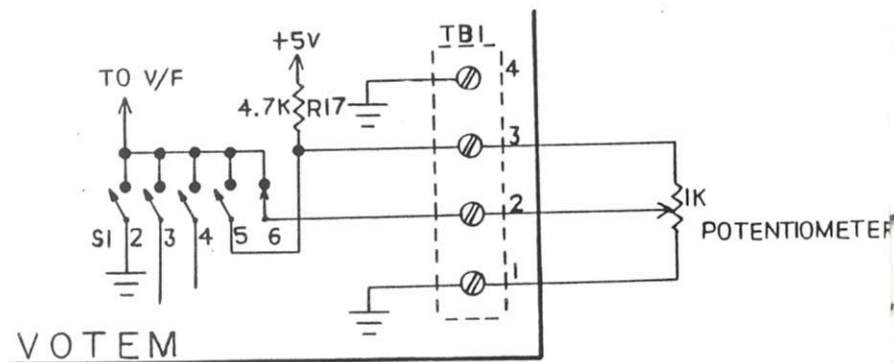 TB1
+5V
4
TO V/F
4.7K R17
3
1K
2
S1 2 3 4 5 6
POTENTIOMETER
1
VOTEM